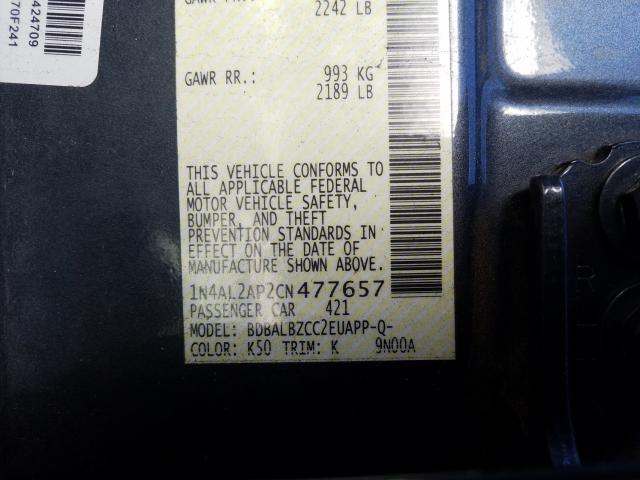 424709
70F241
2242 LB
GAWR RR.: 993 KG
2189 LB
THIS VEHICLE CONFORMS TO
ALL APPLICABLE FEDERAL
MOTOR VEHICLE SAFETY,
BUMPER, AND THEFT
PREVENTION STANDARDS IN
EFFECT ON THE DATE OF
MANUFACTURE SHOWN ABOVE.
1N4AL2AP2CN477657
PASSENGER CAR 421
MODEL: BDBALBZCC2EUAPP-Q-
COLOR: K50 TRIM: K 9N00A